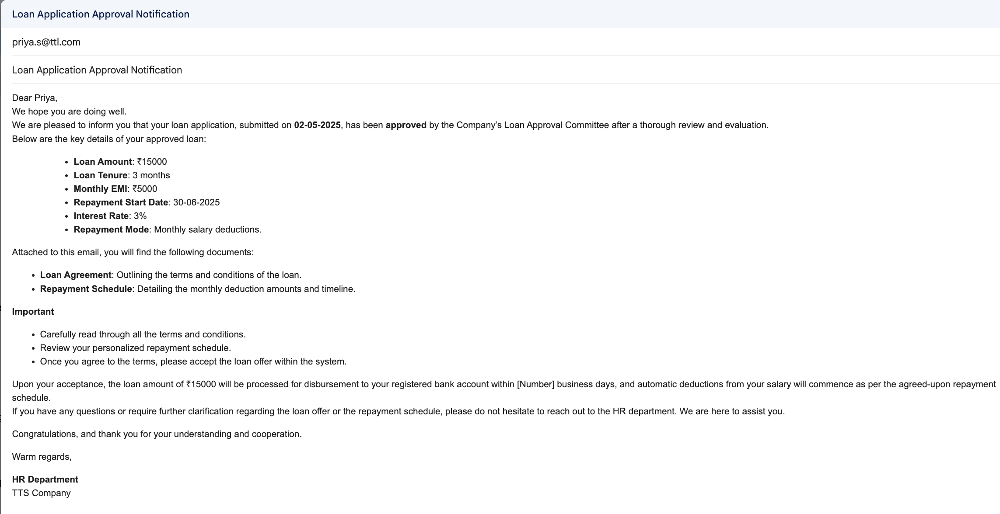 Loan Application Approval Notification
priya.s@ttl.com
Loan Application Approval Notification
Dear Priya,
We hope you are doing well.
We are pleased to inform you that your loan application, submitted on 02-05-2025, has been approved by the Company’s Loan Approval Committee after a thorough review and evaluation.
Below are the key details of your approved loan:
• Loan Amount: ₹15000
• Loan Tenure: 3 months
• Monthly EMI: ₹5000
• Repayment Start Date: 30-06-2025
• Interest Rate: 3%
• Repayment Mode: Monthly salary deductions.
Attached to this email, you will find the following documents:
• Loan Agreement: Outlining the terms and conditions of the loan.
• Repayment Schedule: Detailing the monthly deduction amounts and timeline.
Important
• Carefully read through all the terms and conditions.
• Review your personalized repayment schedule.
• Once you agree to the terms, please accept the loan offer within the system.
Upon your acceptance, the loan amount of ₹15000 will be processed for disbursement to your registered bank account within [Number] business days, and automatic deductions from your salary will commence as per the agreed-upon repayment
schedule.
If you have any questions or require further clarification regarding the loan offer or the repayment schedule, please do not hesitate to reach out to the HR department. We are here to assist you.
Congratulations, and thank you for your understanding and cooperation.
Warm regards,
HR Department
TTS Company